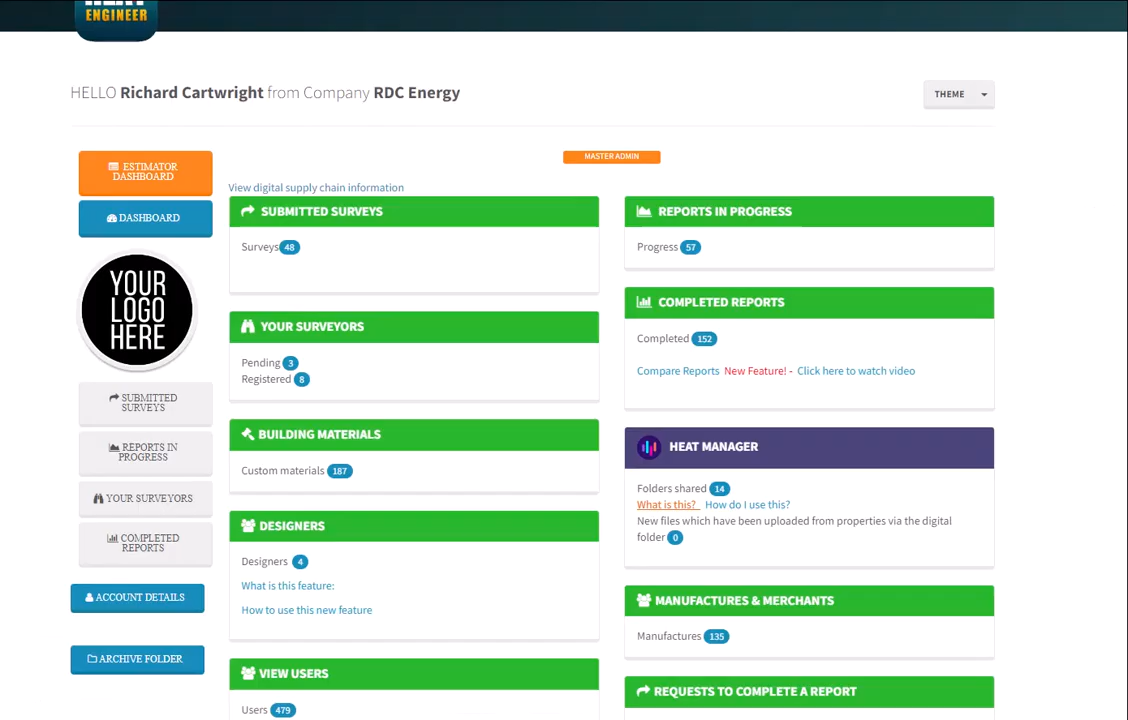 ENGINEER
HELLO Richard Cartwright from Company RDC Energy
THEME
ESTIMATOR
DASHBOARD
DASHBOARD
YOUR
LOGO
HERE
SUBMITTED
SURVEYS
REPORTS IN
PROGRESS
YOUR SURVEYORS
COMPLETED
REPORTS
ACCOUNT DETAILS
ARCHIVE FOLDER
MASTER ADMIN
View digital supply chain information
SUBMITTED SURVEYS
Surveys 48
YOUR SURVEYORS
Pending 3
Registered 8
BUILDING MATERIALS
Custom materials 187
DESIGNERS
Designers 4
What is this feature:
How to use this new feature
VIEW USERS
Users 479
REPORTS IN PROGRESS
Progress 57
COMPLETED REPORTS
Completed 152
Compare Reports New Feature! - Click here to watch video
HEAT MANAGER
Folders shared 14
What is this? How do I use this?
New files which have been uploaded from properties via the digital
folder 0
MANUFACTURES & MERCHANTS
Manufactures 135
REQUESTS TO COMPLETE A REPORT